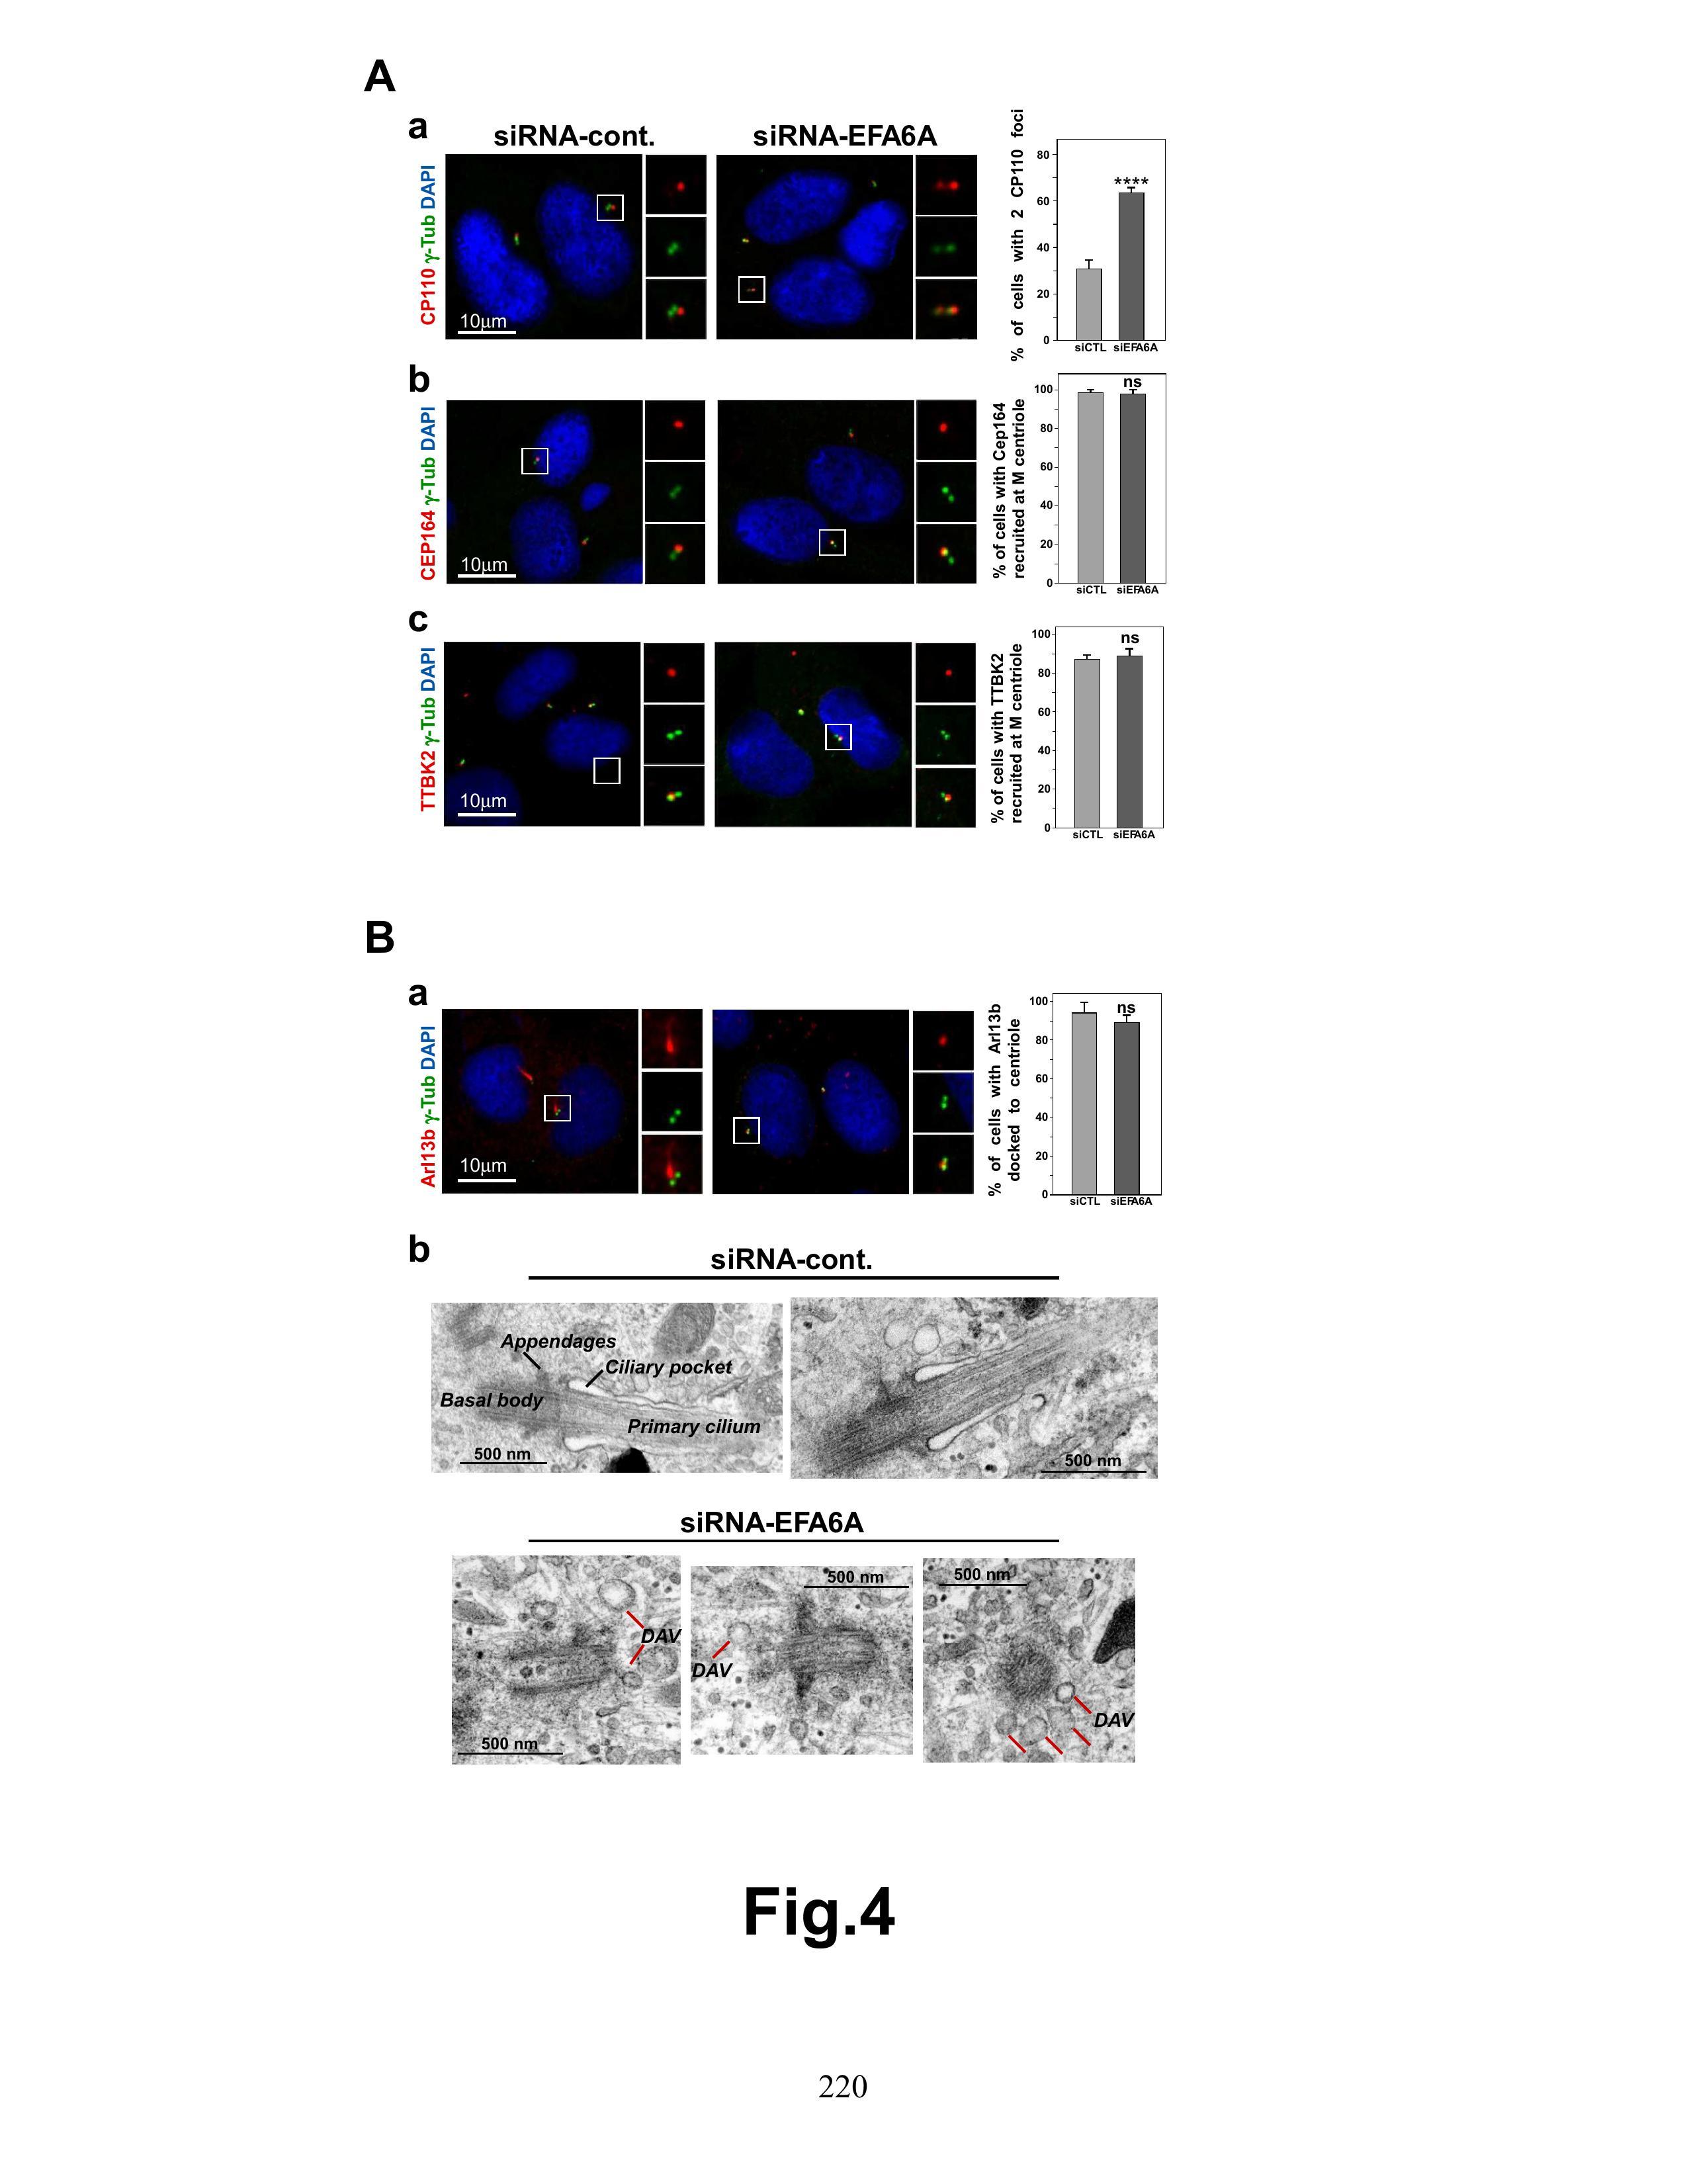 A
a
siRNA-cont.
siRNA-EFA6A
CP110 γ-Tub DAPI
10µm
% of cells with 2 CP110 foci
80
60
40
20
0
****
siCTL siEFA6A
b
CEP164 γ-Tub DAPI
10µm
% of cells with Cep164
recruited at M centriole
100
80
60
40
20
0
ns
siCTL siEFA6A
c
TTBK2 γ-Tub DAPI
10µm
% of cells with TTBK2
recruited at M centriole
100
80
60
40
20
0
ns
siCTL siEFA6A
B
a
Arl13b γ-Tub DAPI
10µm
% of cells with Arl13b
docked to centriole
100
80
60
40
20
0
ns
siCTL siEFA6A
b
siRNA-cont.
Appendages
Ciliary pocket
Basal body
Primary cilium
500 nm
500 nm
siRNA-EFA6A
DAV
500 nm
500 nm
DAV
500 nm
DAV
Fig.4
220